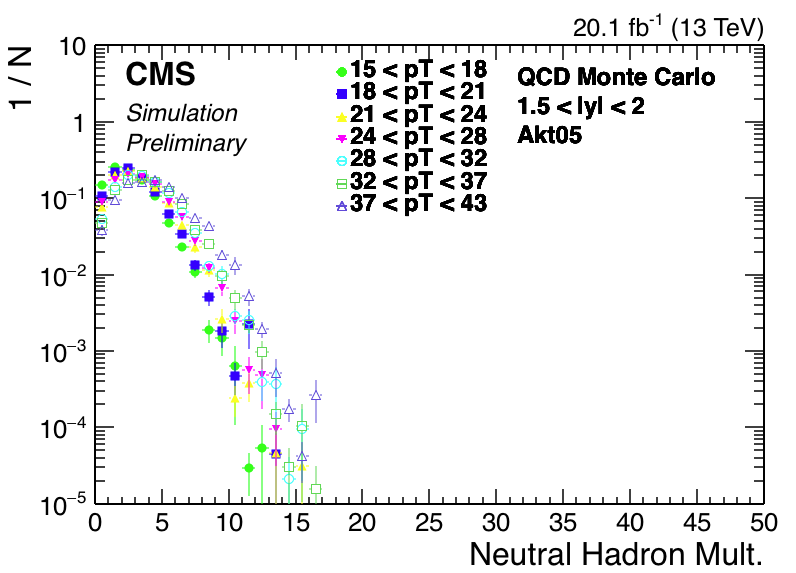 20.1 fb⁻¹ (13 TeV)
1 / N
CMS
Simulation
Preliminary
15 < pT < 18
18 < pT < 21
21 < pT < 24
24 < pT < 28
28 < pT < 32
32 < pT < 37
37 < pT < 43
QCD Monte Carlo
1.5 < |y| < 2
Akt05
10
1
10⁻¹
10⁻²
10⁻³
10⁻⁴
10⁻⁵
0 5 10 15 20 25 30 35 40 45 50
Neutral Hadron Mult.